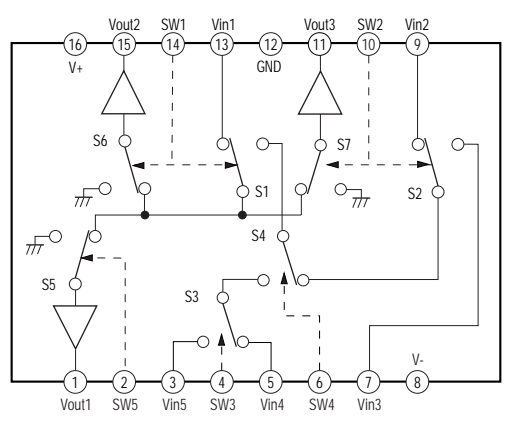 Vout2 SW1 Vin1 Vout3 SW2 Vin2
16 15 14 13 12 11 10 9
V+ GND
S6 S7
S1 S2
S4
S5 S3
V-
1 2 3 4 5 6 7 8
Vout1 SW5 Vin5 SW3 Vin4 SW4 Vin3